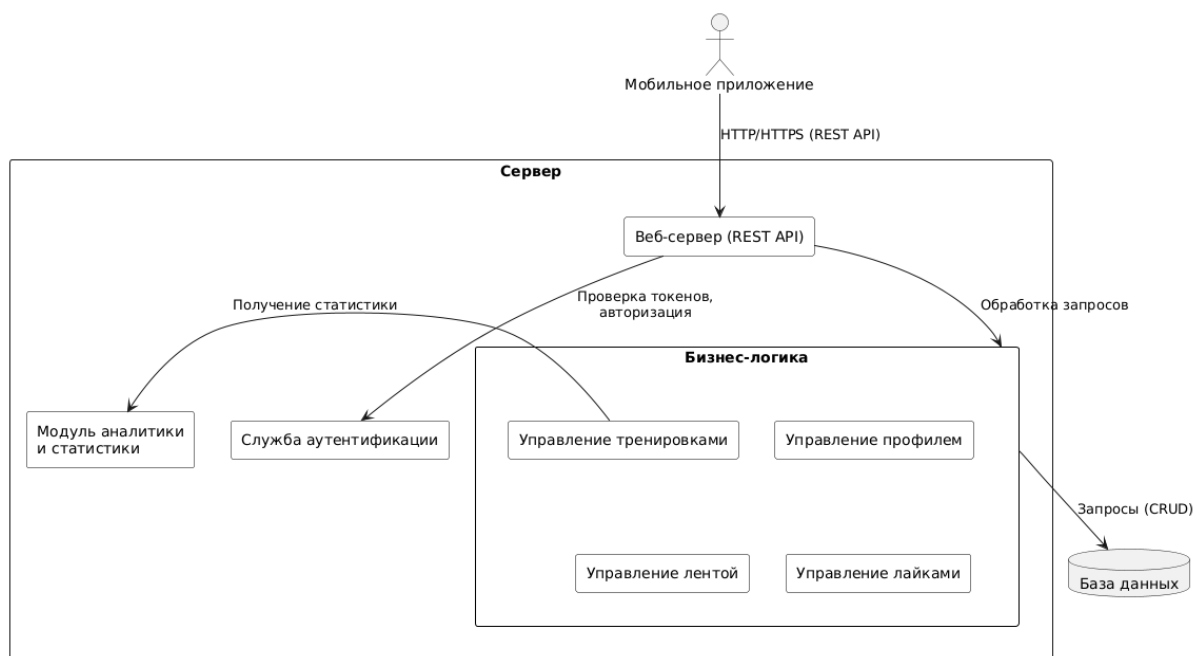 Мобильное приложение
HTTP/HTTPS (REST API)
Сервер
Веб-сервер (REST API)
Проверка токенов,
авторизация
Получение статистики
Обработка запросов
Бизнес-логика
Модуль аналитики
и статистики
Служба аутентификации
Управление тренировками
Управление профилем
Запросы (CRUD)
Управление лентой
Управление лайками
База данных